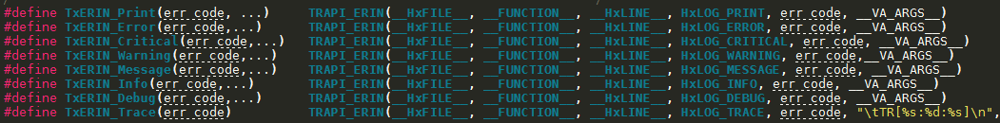 #define TxERIN_Print(err_code, ...) TRAPI_ERIN(__HxFILE__, __FUNCTION__, __HxLINE__, HxLOG_PRINT, err_code, __VA_ARGS__)
#define TxERIN_Error(err_code,...) TRAPI_ERIN(__HxFILE__, __FUNCTION__, __HxLINE__, HxLOG_ERROR, err_code, __VA_ARGS__)
#define TxERIN_Critical(err_code,...) TRAPI_ERIN(__HxFILE__, __FUNCTION__, __HxLINE__, HxLOG_CRITICAL, err_code, __VA_ARGS__)
#define TxERIN_Warning(err_code,...) TRAPI_ERIN(__HxFILE__, __FUNCTION__, __HxLINE__, HxLOG_WARNING, err_code,__VA_ARGS__)
#define TxERIN_Message(err_code,...) TRAPI_ERIN(__HxFILE__, __FUNCTION__, __HxLINE__, HxLOG_MESSAGE, err_code, __VA_ARGS__)
#define TxERIN_Info(err_code,...) TRAPI_ERIN(__HxFILE__, __FUNCTION__, __HxLINE__, HxLOG_INFO, err_code, __VA_ARGS__)
#define TxERIN_Debug(err_code,...) TRAPI_ERIN(__HxFILE__, __FUNCTION__, __HxLINE__, HxLOG_DEBUG, err_code, __VA_ARGS__)
#define TxERIN_Trace(err_code) TRAPI_ERIN(__HxFILE__, __FUNCTION__, __HxLINE__, HxLOG_TRACE, err_code, "\tTR[%s:%d:%s]\n",